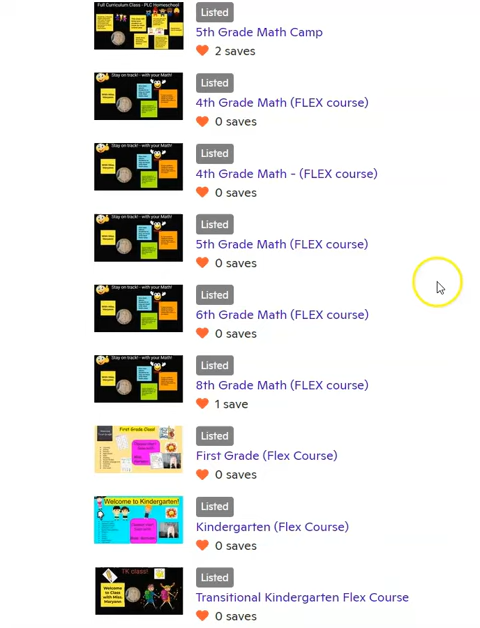 Full Curriculum Class - PLC Homeschool
Listed
5th Grade Math Camp
2 saves
Stay on track! - with your Math!
Listed
4th Grade Math (FLEX course)
0 saves
Stay on track! - with your Math!
Listed
4th Grade Math - (FLEX course)
0 saves
Stay on track! - with your Math!
Listed
5th Grade Math (FLEX course)
0 saves
Stay on track! - with your Math!
Listed
6th Grade Math (FLEX course)
0 saves
Stay on track! - with your Math!
Listed
8th Grade Math (FLEX course)
1 save
First Grade Class!
Listed
First Grade (Flex Course)
0 saves
Welcome to Kindergarten!
Listed
Kindergarten (Flex Course)
0 saves
TK class!
Welcome to
Class with
Miss.
Maryann
Listed
Transitional Kindergarten Flex Course
0 saves